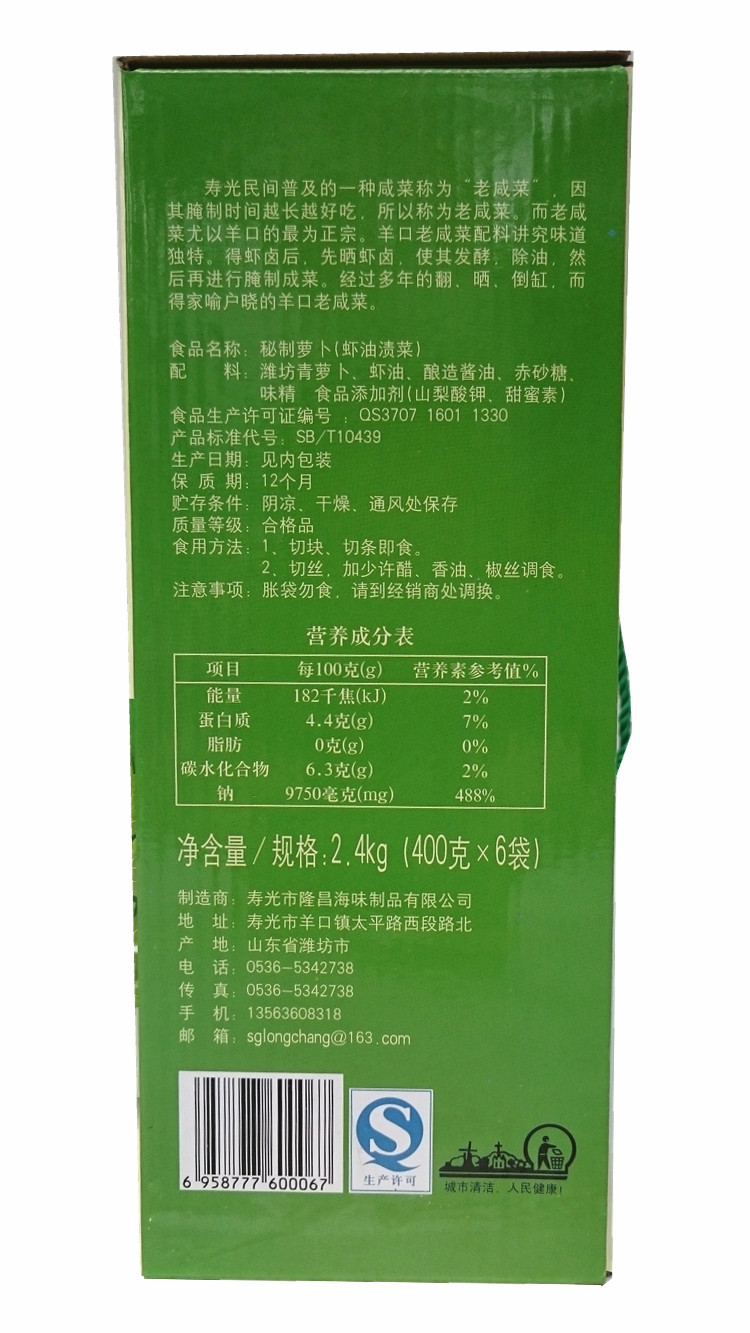 寿光民间普及的一种咸菜称为“老咸菜”，因
其腌制时间越长越好吃，所以称为老咸菜。而老咸
菜尤以羊口的最为正宗。羊口老咸菜配料讲究味道
独特。得虾卤后，先晒虾卤，使其发酵，除油，然
后再进行腌制成菜。经过多年的翻、晒、倒缸，而
得家喻户晓的羊口老咸菜。
食品名称：秘制萝卜(虾油渍菜)
配 料：潍坊青萝卜、虾油、酿造酱油、赤砂糖、
味精 食品添加剂(山梨酸钾、甜蜜素)
食品生产许可证编号：QS3707 1601 1330
产品标准代号：SB/T10439
生产日期：见内包装
保 质 期：12个月
贮存条件：阴凉、干燥、通风处保存
质量等级：合格品
食用方法：1、切块、切条即食。
2、切丝，加少许醋、香油、椒丝调食。
注意事项：胀袋勿食，请到经销商处调换。
营养成分表
项目 每100克(g) 营养素参考值%
能量 182千焦(kJ) 2%
蛋白质 4.4克(g) 7%
脂肪 0克(g) 0%
碳水化合物 6.3克(g) 2%
钠 9750毫克(mg) 488%
净含量/规格:2.4kg (400克×6袋)
制造商：寿光市隆昌海味制品有限公司
地 址：寿光市羊口镇太平路西段路北
产 地：山东省潍坊市
电 话：0536-5342738
传 真：0536-5342738
手 机：13563608318
邮 箱：sglongchang@163.com
6 958777 600067
生产许可
城市清洁、人民健康!